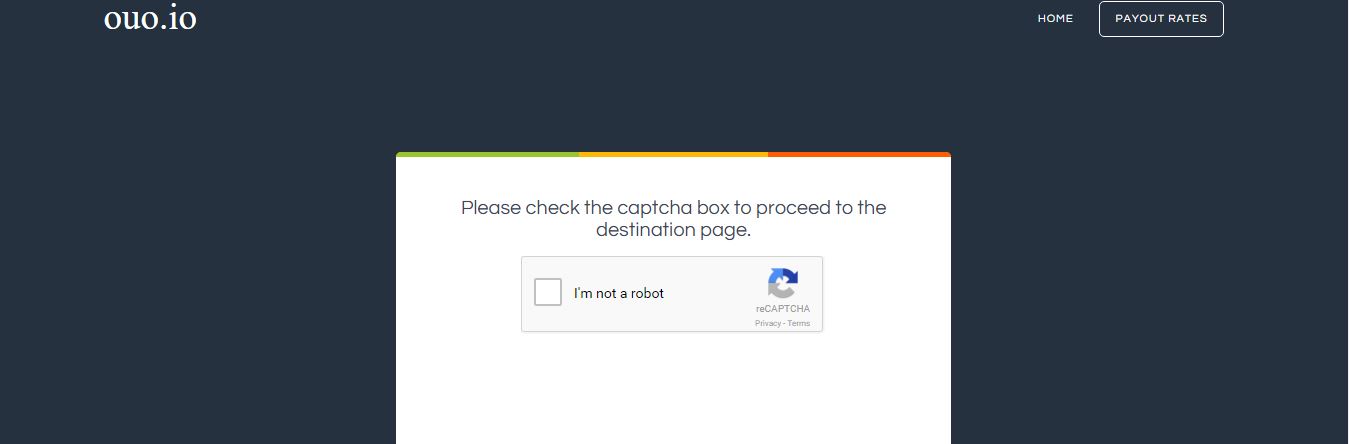 ouo.io
HOME
PAYOUT RATES
Please check the captcha box to proceed to the
destination page.
I'm not a robot
reCAPTCHA
Privacy - Terms